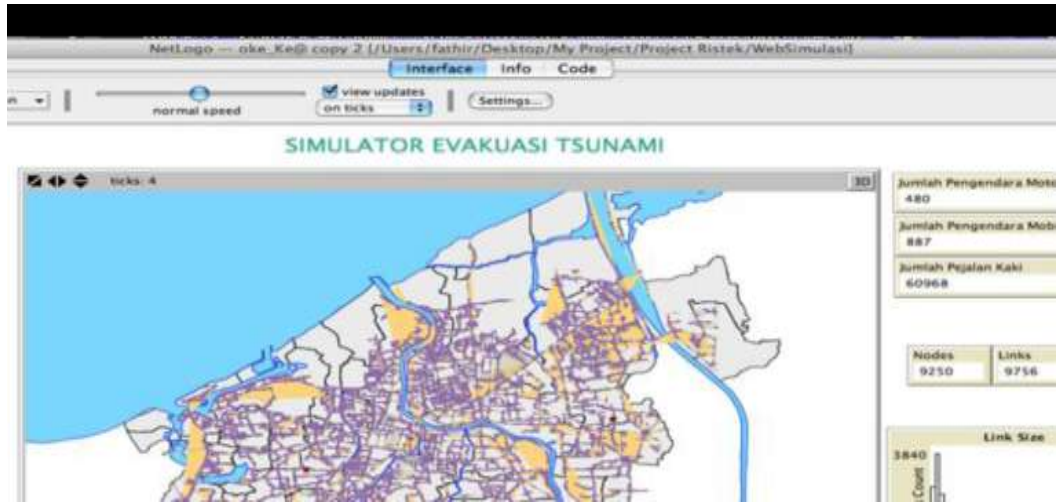 NetLogo — oke_Ke@ copy 2 {/Users/fathir/Desktop/My Project/Project Ristek/WebSimulasi}
Interface Info Code
normal speed
view updates
on ticks
Settings...
SIMULATOR EVAKUASI TSUNAMI
ticks: 4
3D
Jumlah Pengendara Moto
480
Jumlah Pengendara Mob
887
Jumlah Pejalan Kaki
60968
Nodes Links
9250 9756
Link Size
3840
Count